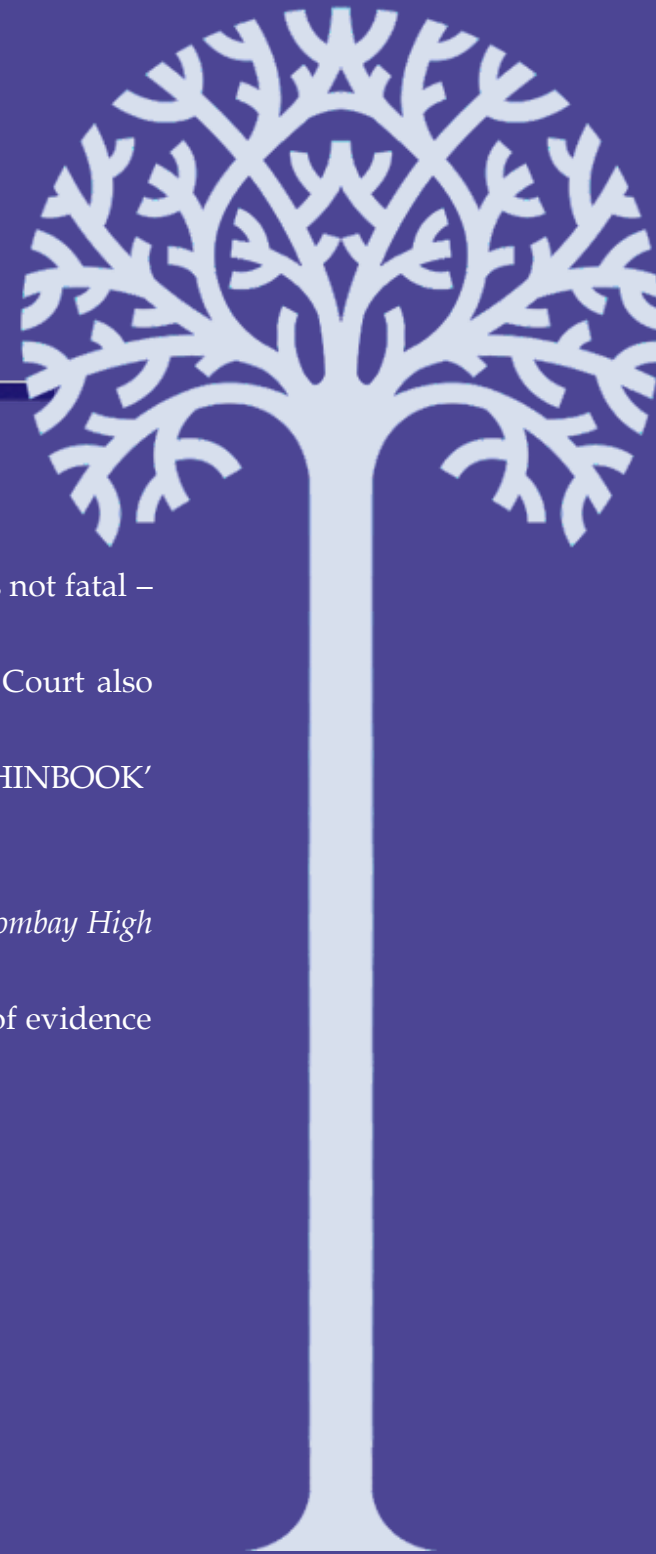 not fatal –
Court also
HINBOOK’
ombay High
of evidence